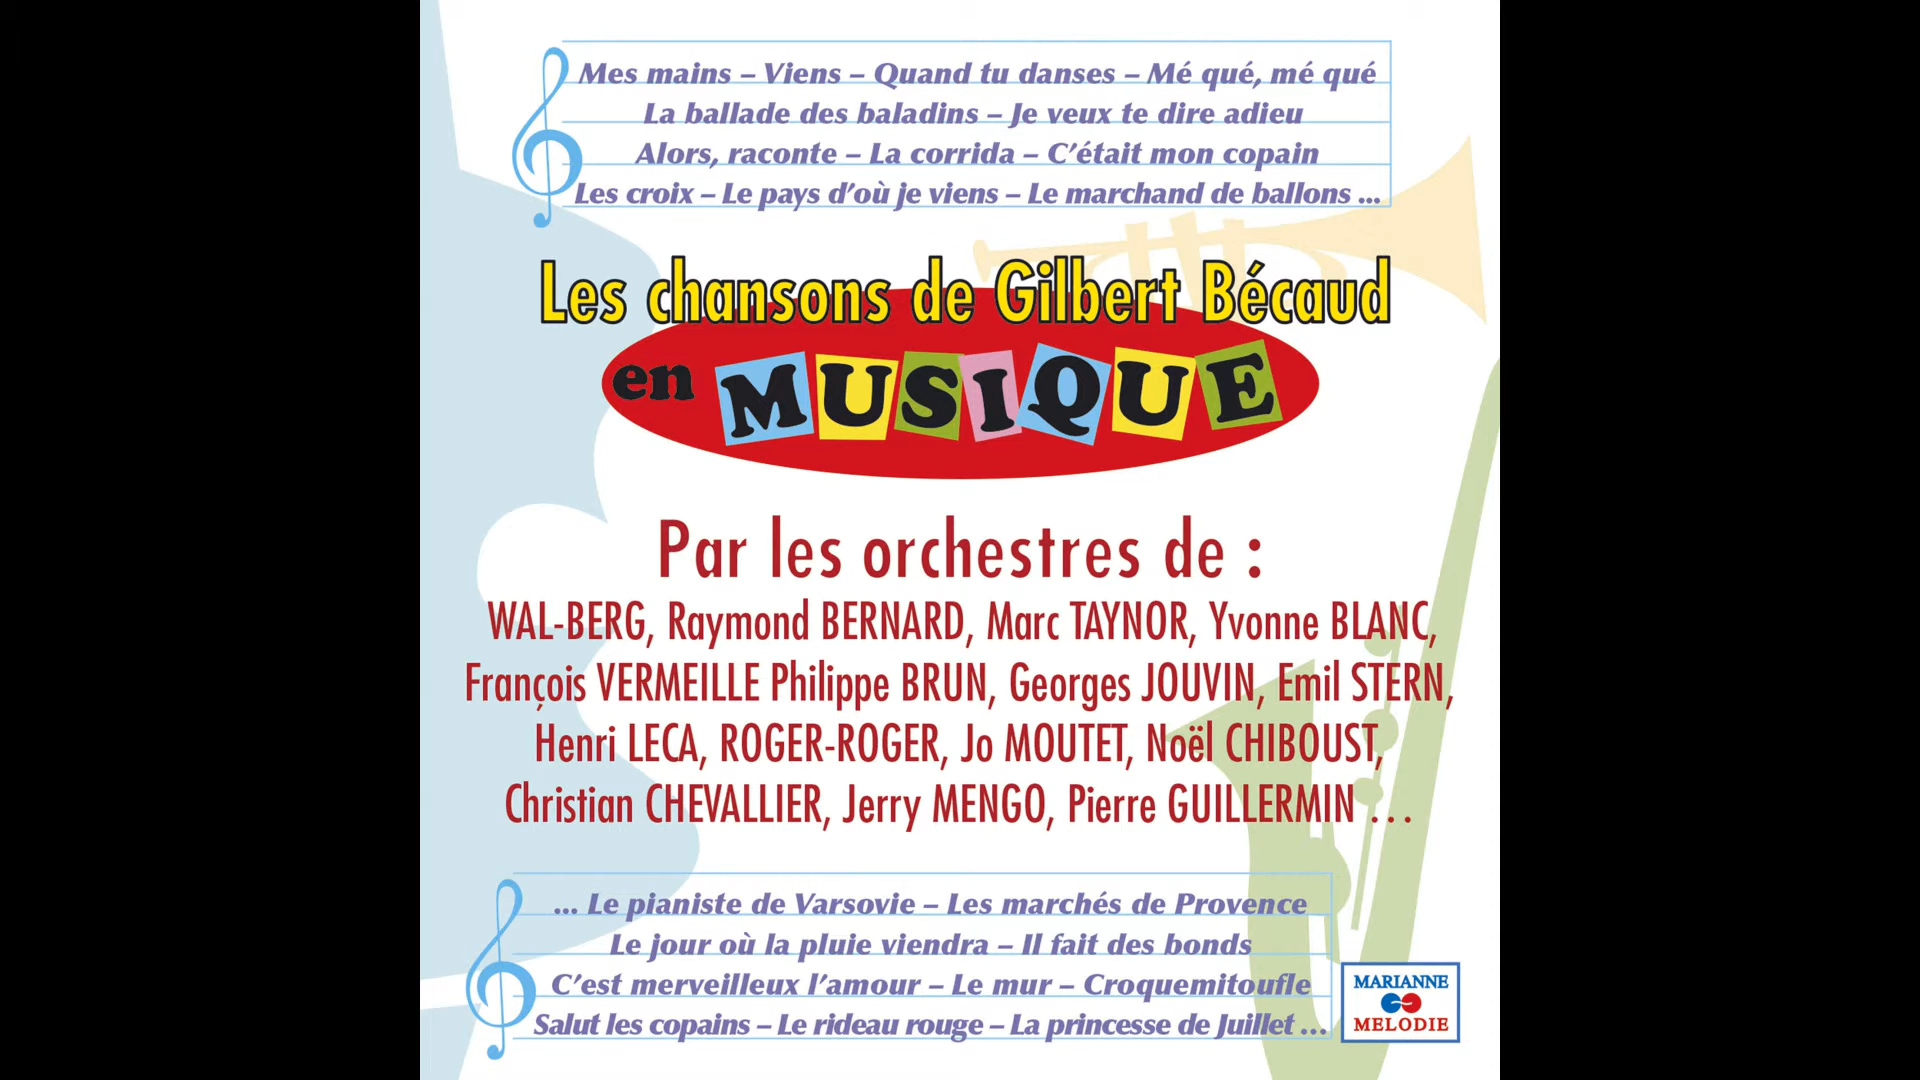 Mes mains – Viens – Quand tu danses – Mé qué, mé qué
La ballade des baladins – Je veux te dire adieu
Alors, raconte – La corrida – C'était mon copain
Les croix – Le pays d'où je viens – Le marchand de ballons ...
Les chansons de Gilbert Bécaud
en MUSIQUE
Par les orchestres de :
WAL-BERG, Raymond BERNARD, Marc TAYNOR, Yvonne BLANC,
François VERMEILLE Philippe BRUN, Georges JOUVIN, Emil STERN,
Henri LECA, ROGER-ROGER, Jo MOUTET, Noël CHIBOUST,
Christian CHEVALLIER, Jerry MENGO, Pierre GUILLERMIN ...
... Le pianiste de Varsovie – Les marchés de Provence
Le jour où la pluie viendra – Il fait des bonds
C'est merveilleux l'amour – Le mur – Croquemitoufle
Salut les copains – Le rideau rouge – La princesse de Juillet ...
MARIANNE
MELODIE